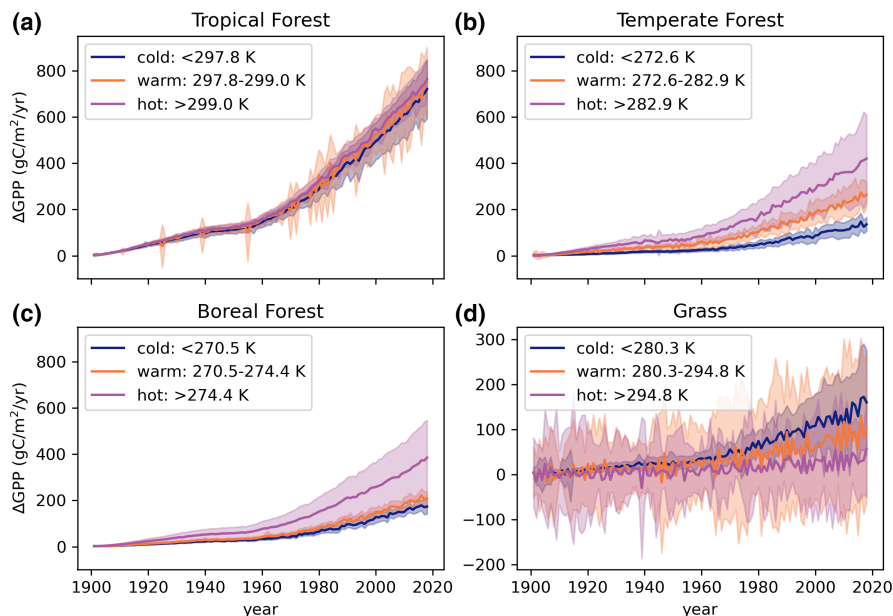 (a)
Tropical Forest
800
600
400
200
0
ΔGPP (gC/m²/yr)
cold: <297.8 K
warm: 297.8-299.0 K
hot: >299.0 K
(b)
Temperate Forest
800
600
400
200
0
cold: <272.6 K
warm: 272.6-282.9 K
hot: >282.9 K
(c)
Boreal Forest
800
600
400
200
0
ΔGPP (gC/m²/yr)
cold: <270.5 K
warm: 270.5-274.4 K
hot: >274.4 K
1900 1920 1940 1960 1980 2000 2020
year
(d)
Grass
300
200
100
0
−100
−200
cold: <280.3 K
warm: 280.3-294.8 K
hot: >294.8 K
1900 1920 1940 1960 1980 2000 2020
year